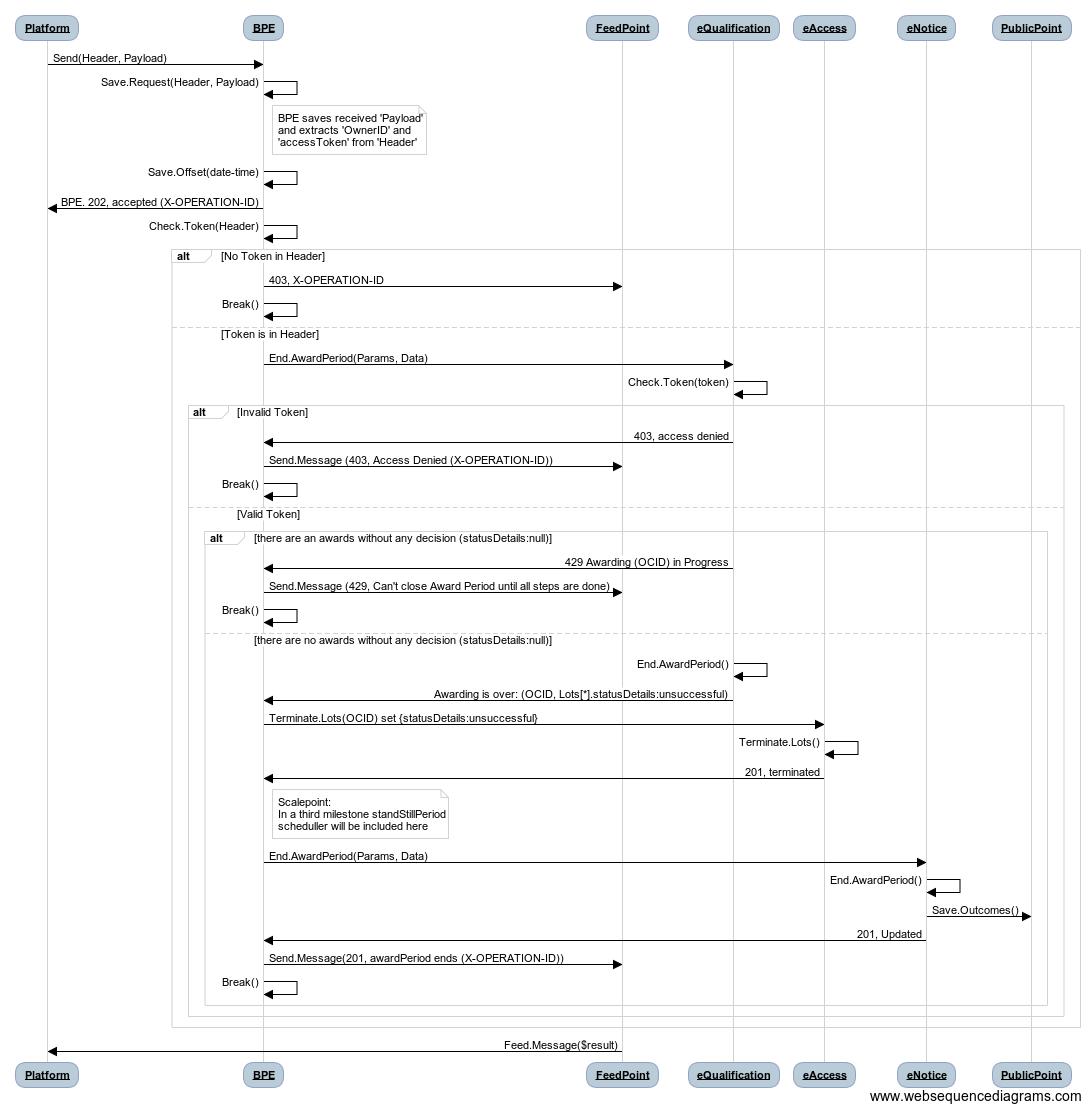 Platform BPE FeedPoint eQualification eAccess eNotice PublicPoint
Send(Header, Payload)
Save.Request(Header, Payload)
BPE saves received 'Payload'
and extracts 'OwnerID' and
'accessToken' from 'Header'
Save.Offset(date-time)
BPE. 202, accepted (X-OPERATION-ID)
Check.Token(Header)
alt [No Token in Header]
403, X-OPERATION-ID
Break()
[Token is in Header]
End.AwardPeriod(Params, Data)
Check.Token(token)
alt [Invalid Token]
403, access denied
Send.Message (403, Access Denied (X-OPERATION-ID))
Break()
[Valid Token]
alt [there are an awards without any decision (statusDetails:null)]
429 Awarding (OCID) in Progress
Send.Message (429, Can't close Award Period until all steps are done)
Break()
[there are no awards without any decision (statusDetails:null)]
End.AwardPeriod()
Awarding is over: (OCID, Lots[*].statusDetails:unsuccessful)
Terminate.Lots(OCID) set {statusDetails:unsuccessful}
Terminate.Lots()
201, terminated
Scalepoint:
In a third milestone standStillPeriod
scheduller will be included here
End.AwardPeriod(Params, Data)
End.AwardPeriod()
Save.Outcomes()
201, Updated
Send.Message(201, awardPeriod ends (X-OPERATION-ID))
Break()
Feed.Message($result)
Platform BPE FeedPoint eQualification eAccess eNotice PublicPoint
www.websequencediagrams.com